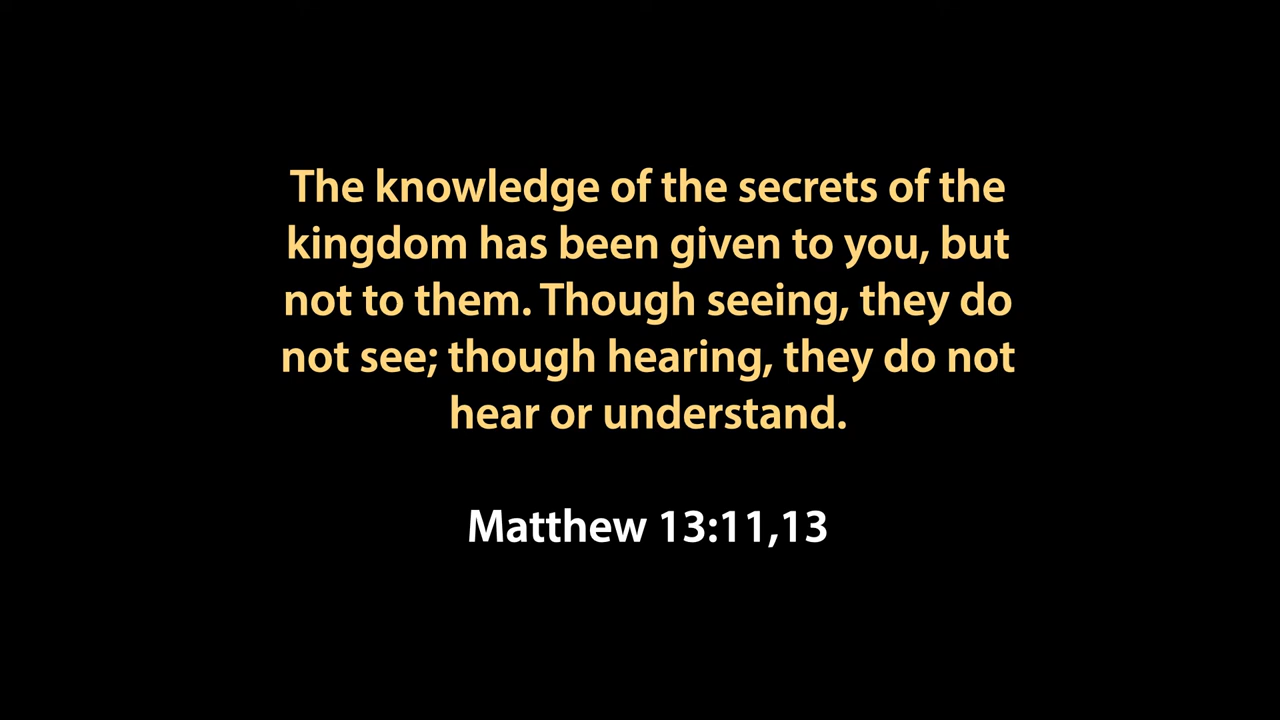 The knowledge of the secrets of the
kingdom has been given to you, but
not to them. Though seeing, they do
not see; though hearing, they do not
hear or understand.
Matthew 13:11,13